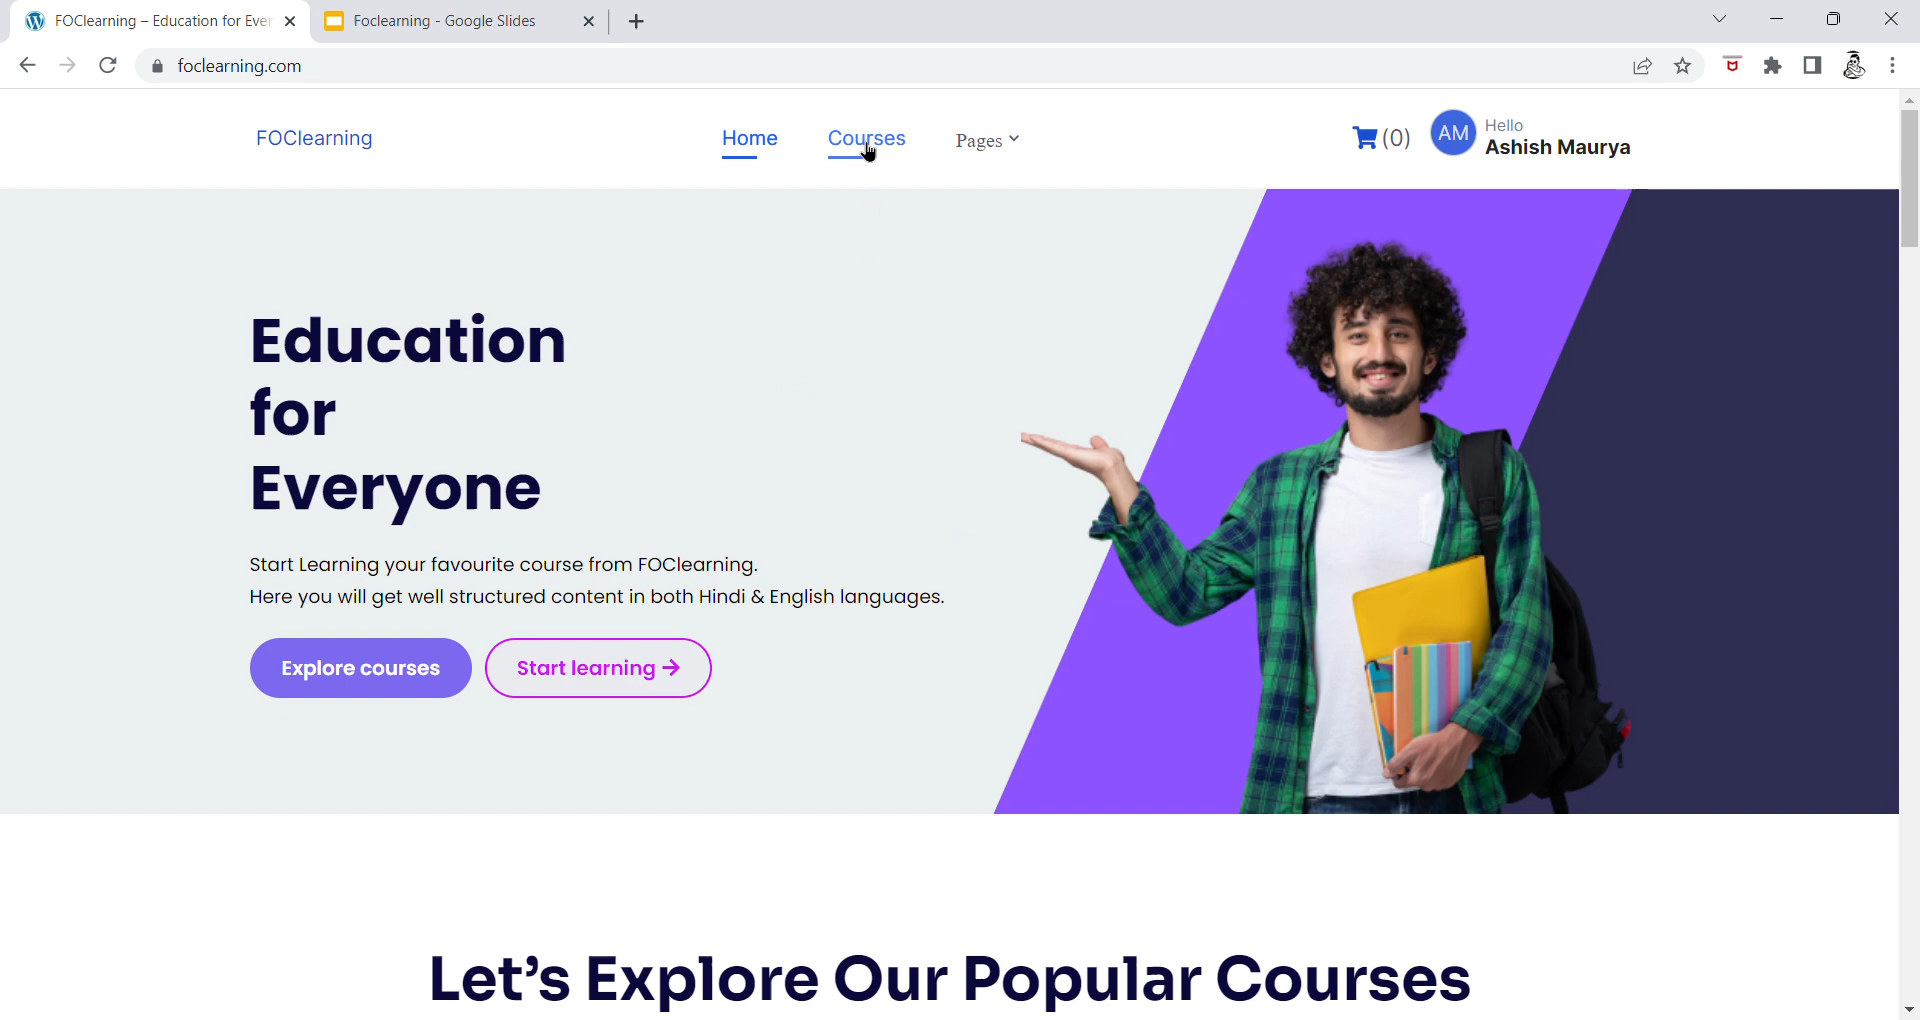 FOClearning – Education for Ever
Foclearning - Google Slides
foclearning.com
FOClearning
Home
Courses
Pages
(0)
AM
Hello
Ashish Maurya
Education
for
Everyone
Start Learning your favourite course from FOClearning.
Here you will get well structured content in both Hindi & English languages.
Explore courses
Start learning →
Let's Explore Our Popular Courses